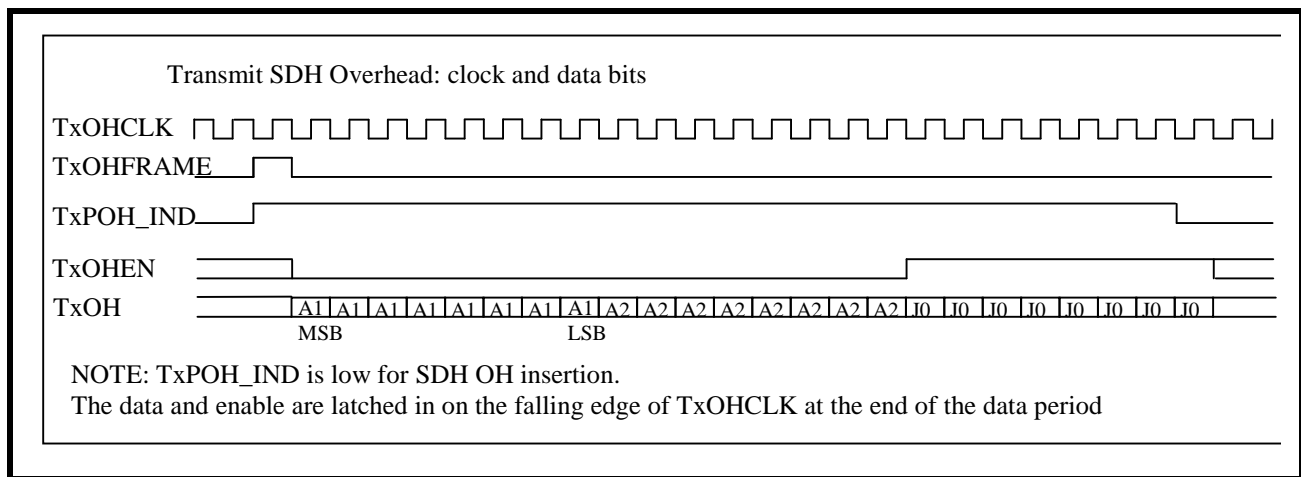 Transmit SDH Overhead: clock and data bits
TxOHCLK
TxOHFRAME
TxPOH_IND
TxOHEN
TxOH A1 A1 A1 A1 A1 A1 A1 A1 A2 A2 A2 A2 A2 A2 A2 A2 J0 J0 J0 J0 J0 J0 J0 J0
MSB LSB
NOTE: TxPOH_IND is low for SDH OH insertion.
The data and enable are latched in on the falling edge of TxOHCLK at the end of the data period